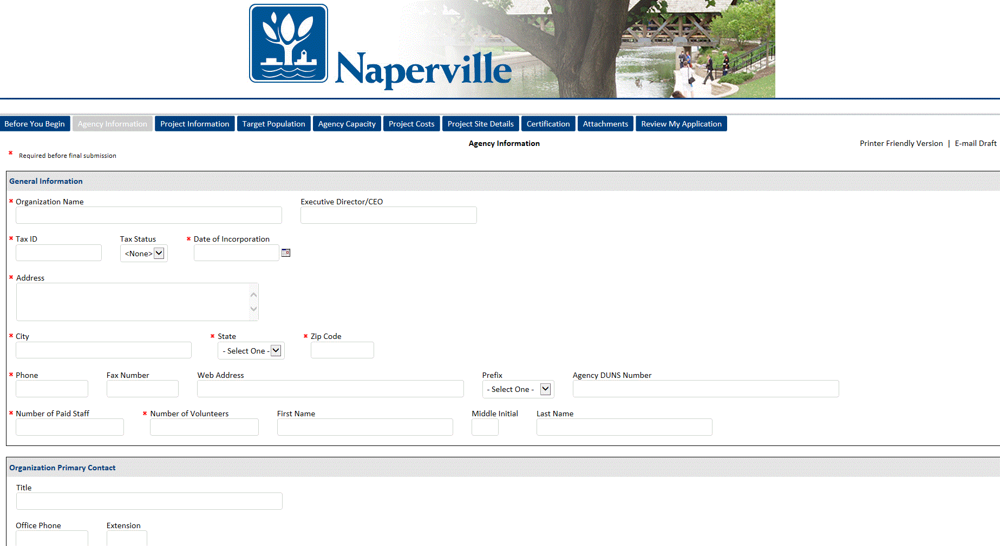 Naperville
Before You Begin Agency Information Project Information Target Population Agency Capacity Project Costs Project Site Details Certification Attachments Review My Application
Agency Information Printer Friendly Version | E-mail Draft
* Required before final submission
General Information
* Organization Name Executive Director/CEO
* Tax ID Tax Status * Date of Incorporation
<None>
* Address
* City * State * Zip Code
- Select One -
* Phone Fax Number Web Address Prefix Agency DUNS Number
- Select One -
* Number of Paid Staff * Number of Volunteers First Name Middle Initial Last Name
Organization Primary Contact
Title
Office Phone Extension